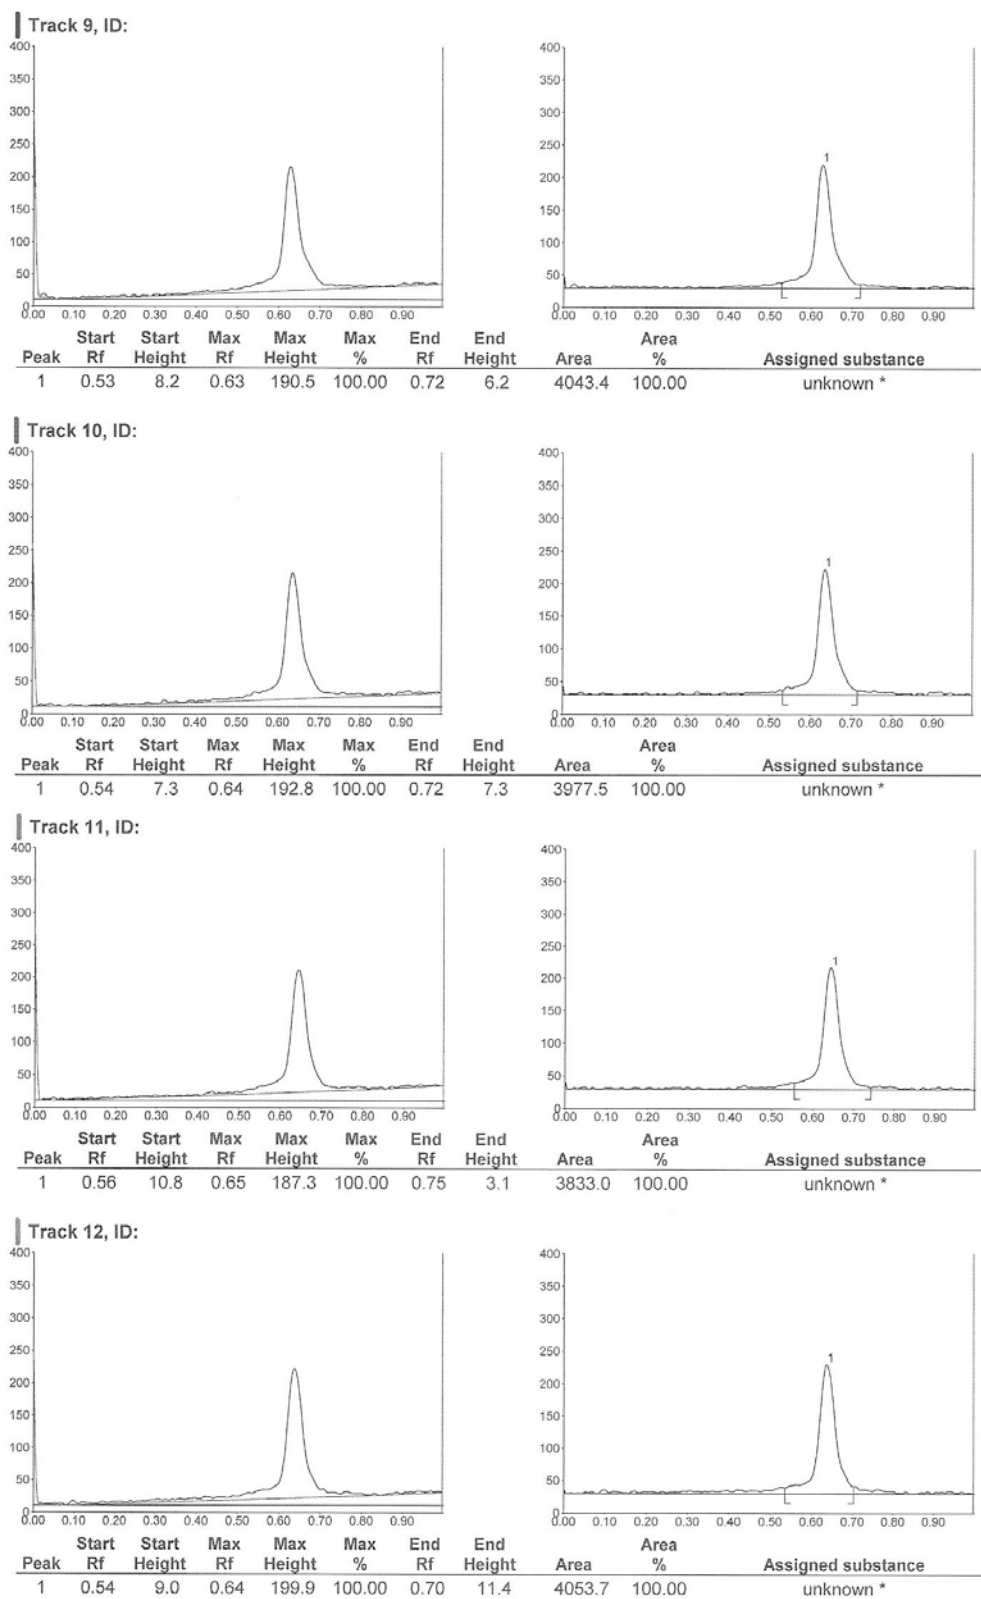 Track 9, ID:
400 400
350 350
300 300
250 250
200 200
150 150
100 100
50 50
0 0
0.00 0.10 0.20 0.30 0.40 0.50 0.60 0.70 0.80 0.90 0.00 0.10 0.20 0.30 0.40 0.50 0.60 0.70 0.80 0.90
1
Start Start Max Max Max End End Area
Peak Rf Height Rf Height % Rf Height Area % Assigned substance
1 0.53 8.2 0.63 190.5 100.00 0.72 6.2 4043.4 100.00 unknown *
Track 10, ID:
400 400
350 350
300 300
250 250
200 200
150 150
100 100
50 50
0 0
0.00 0.10 0.20 0.30 0.40 0.50 0.60 0.70 0.80 0.90 0.00 0.10 0.20 0.30 0.40 0.50 0.60 0.70 0.80 0.90
1
Start Start Max Max Max End End Area
Peak Rf Height Rf Height % Rf Height Area % Assigned substance
1 0.54 7.3 0.64 192.8 100.00 0.72 7.3 3977.5 100.00 unknown *
Track 11, ID:
400 400
350 350
300 300
250 250
200 200
150 150
100 100
50 50
0 0
0.00 0.10 0.20 0.30 0.40 0.50 0.60 0.70 0.80 0.90 0.00 0.10 0.20 0.30 0.40 0.50 0.60 0.70 0.80 0.90
1
Start Start Max Max Max End End Area
Peak Rf Height Rf Height % Rf Height Area % Assigned substance
1 0.56 10.8 0.65 187.3 100.00 0.75 3.1 3833.0 100.00 unknown *
Track 12, ID:
400 400
350 350
300 300
250 250
200 200
150 150
100 100
50 50
0 0
0.00 0.10 0.20 0.30 0.40 0.50 0.60 0.70 0.80 0.90 0.00 0.10 0.20 0.30 0.40 0.50 0.60 0.70 0.80 0.90
1
Start Start Max Max Max End End Area
Peak Rf Height Rf Height % Rf Height Area % Assigned substance
1 0.54 9.0 0.64 199.9 100.00 0.70 11.4 4053.7 100.00 unknown *